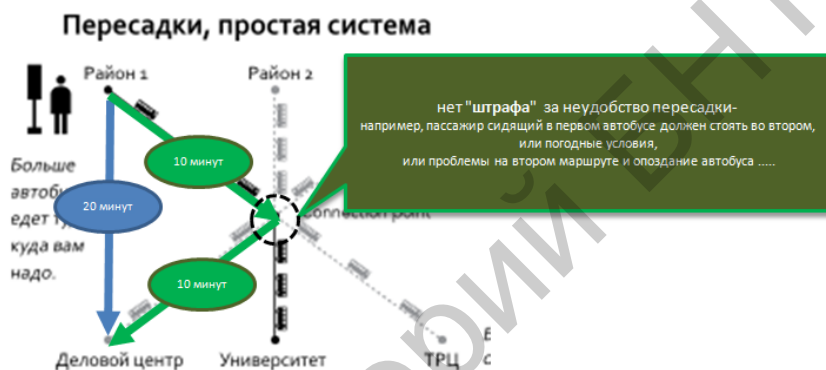 Пересадки, простая система
Район 1
Район 2
нет "штрафа" за неудобство пересадки-
например, пассажир сидящий в первом автобусе должен стоять во втором,
или погодные условия,
или проблемы на втором маршруте и опоздание автобуса .....
10 минут
Больше
20 минут
едет
куда вам
надо.
Connection point
10 минут
Деловой центр
Университет
ТРЦ